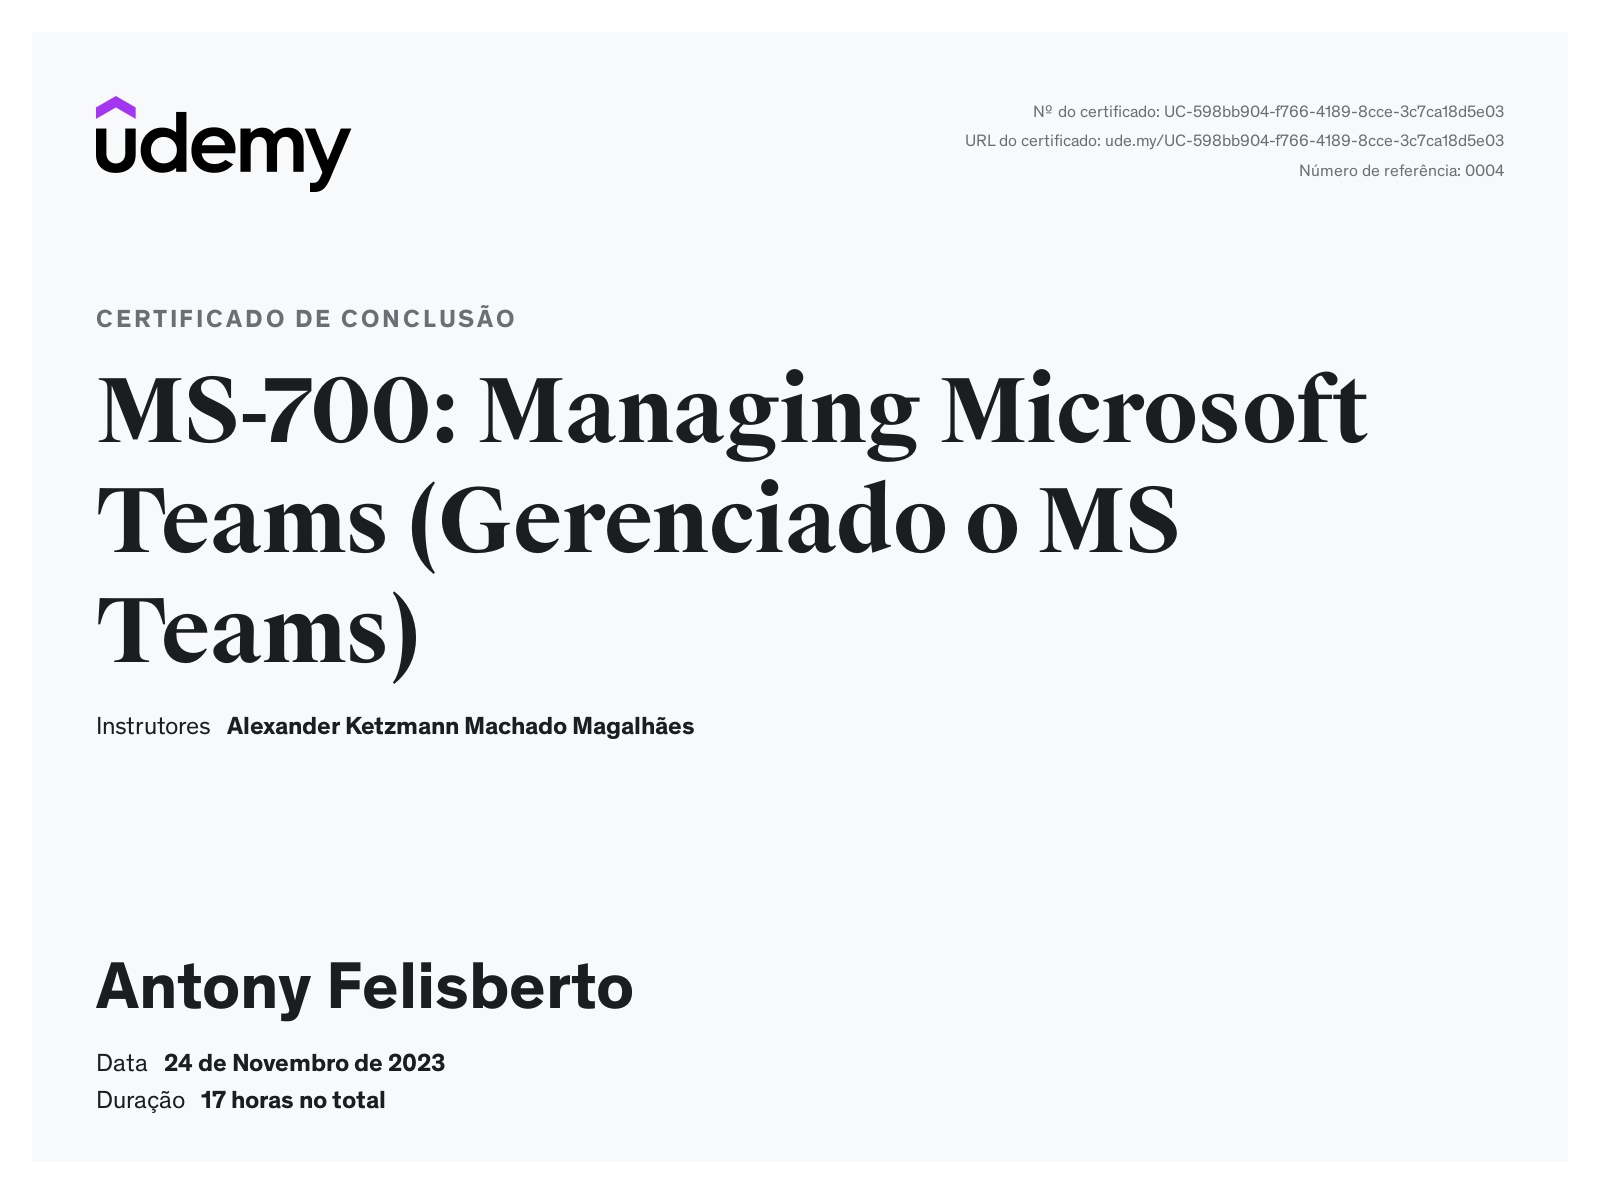 udemy
Nº do certificado: UC-598bb904-f766-4189-8cce-3c7ca18d5e03
URL do certificado: ude.my/UC-598bb904-f766-4189-8cce-3c7ca18d5e03
Número de referência: 0004
CERTIFICADO DE CONCLUSÃO
MS-700: Managing Microsoft
Teams (Gerenciado o MS
Teams)
Instrutores Alexander Ketzmann Machado Magalhães
Antony Felisberto
Data 24 de Novembro de 2023
Duração 17 horas no total